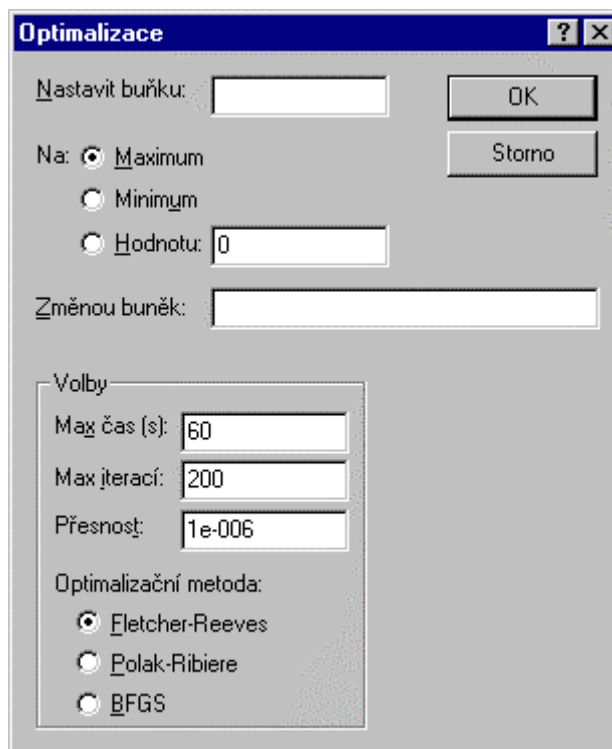 Optimalizace
Nastavit buňku:
OK
Na: Maximum
Storno
Minimum
Hodnotu: 0
Změnou buněk:
Volby
Max čas (s): 60
Max iterací: 200
Přesnost: 1e-006
Optimalizační metoda:
Fletcher-Reeves
Polak-Ribiere
BFGS